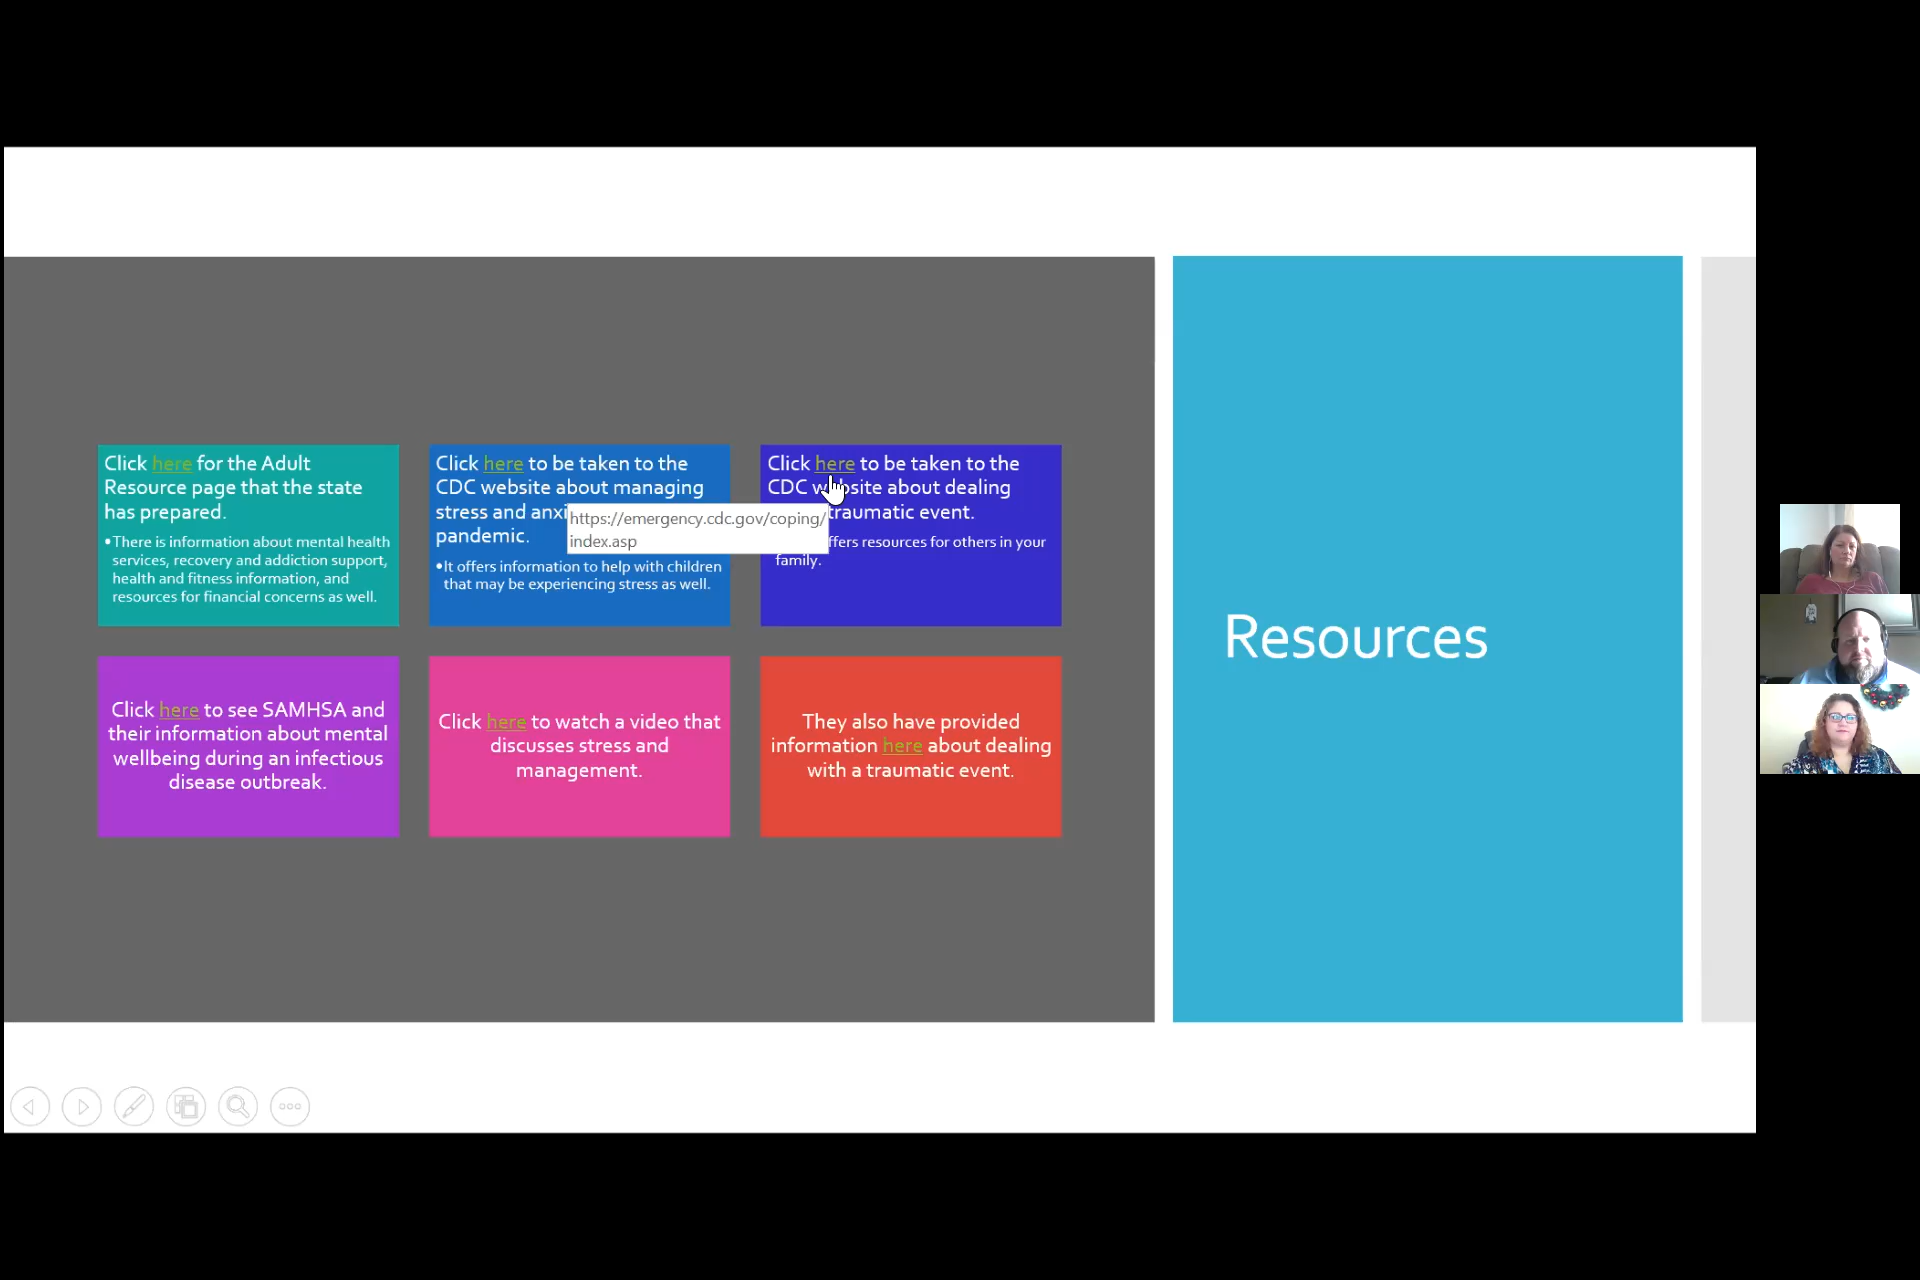 Click here for the Adult
Resource page that the state
has prepared.
•There is information about mental health
services, recovery and addiction support,
health and fitness information, and
resources for financial concerns as well.
Click here to be taken to the
CDC website about managing
stress and
pandemic.
•It offers information to help with children
that may be experiencing stress as well.
Click here to be taken to the
CDC website about dealing
traumatic event.
resources for others in your
family.
https://emergency.cdc.gov/coping/
index.asp
Click here to see SAMHSA and
their information about mental
wellbeing during an infectious
disease outbreak.
Click here to watch a video that
discusses stress and
management.
They also have provided
information here about dealing
with a traumatic event.
Resources